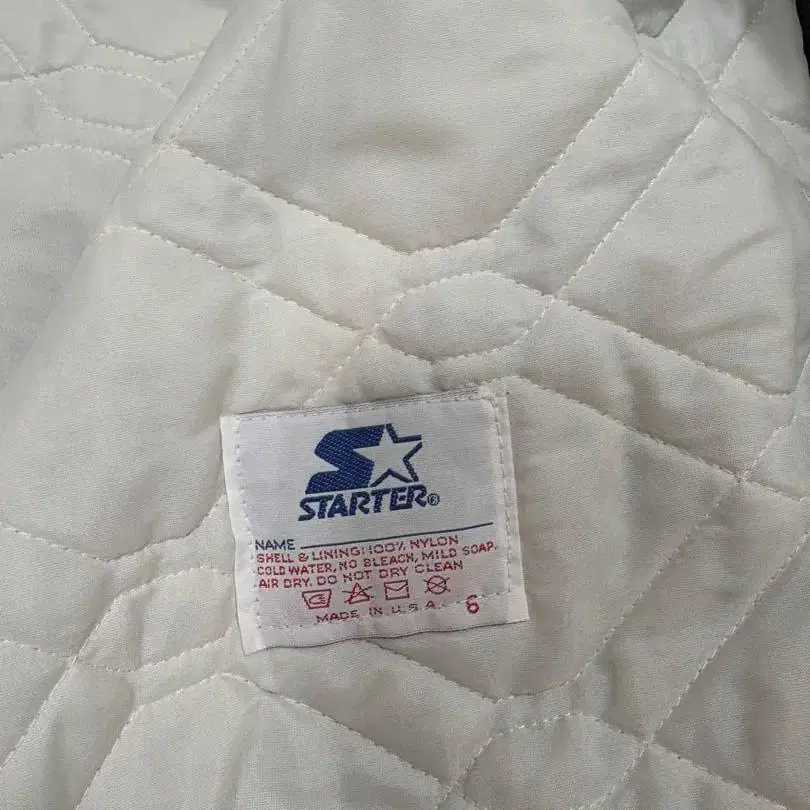 STARTER®
NAME
SHELL & LINING: 100% NYLON
COLD WATER, NO BLEACH, MILD SOAP.
AIR DRY. DO NOT DRY CLEAN
MADE IN U.S.A. 6